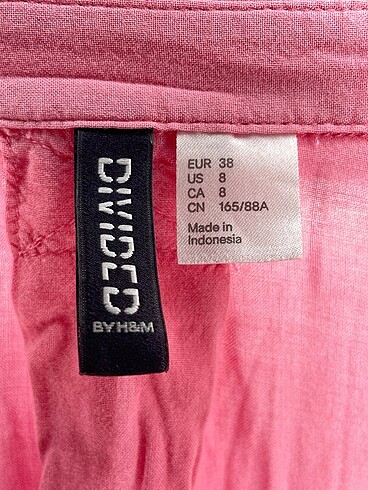 DIVIDED
BY H&M
EUR 38
US 8
CA 8
CN 165/88A
Made in
Indonesia